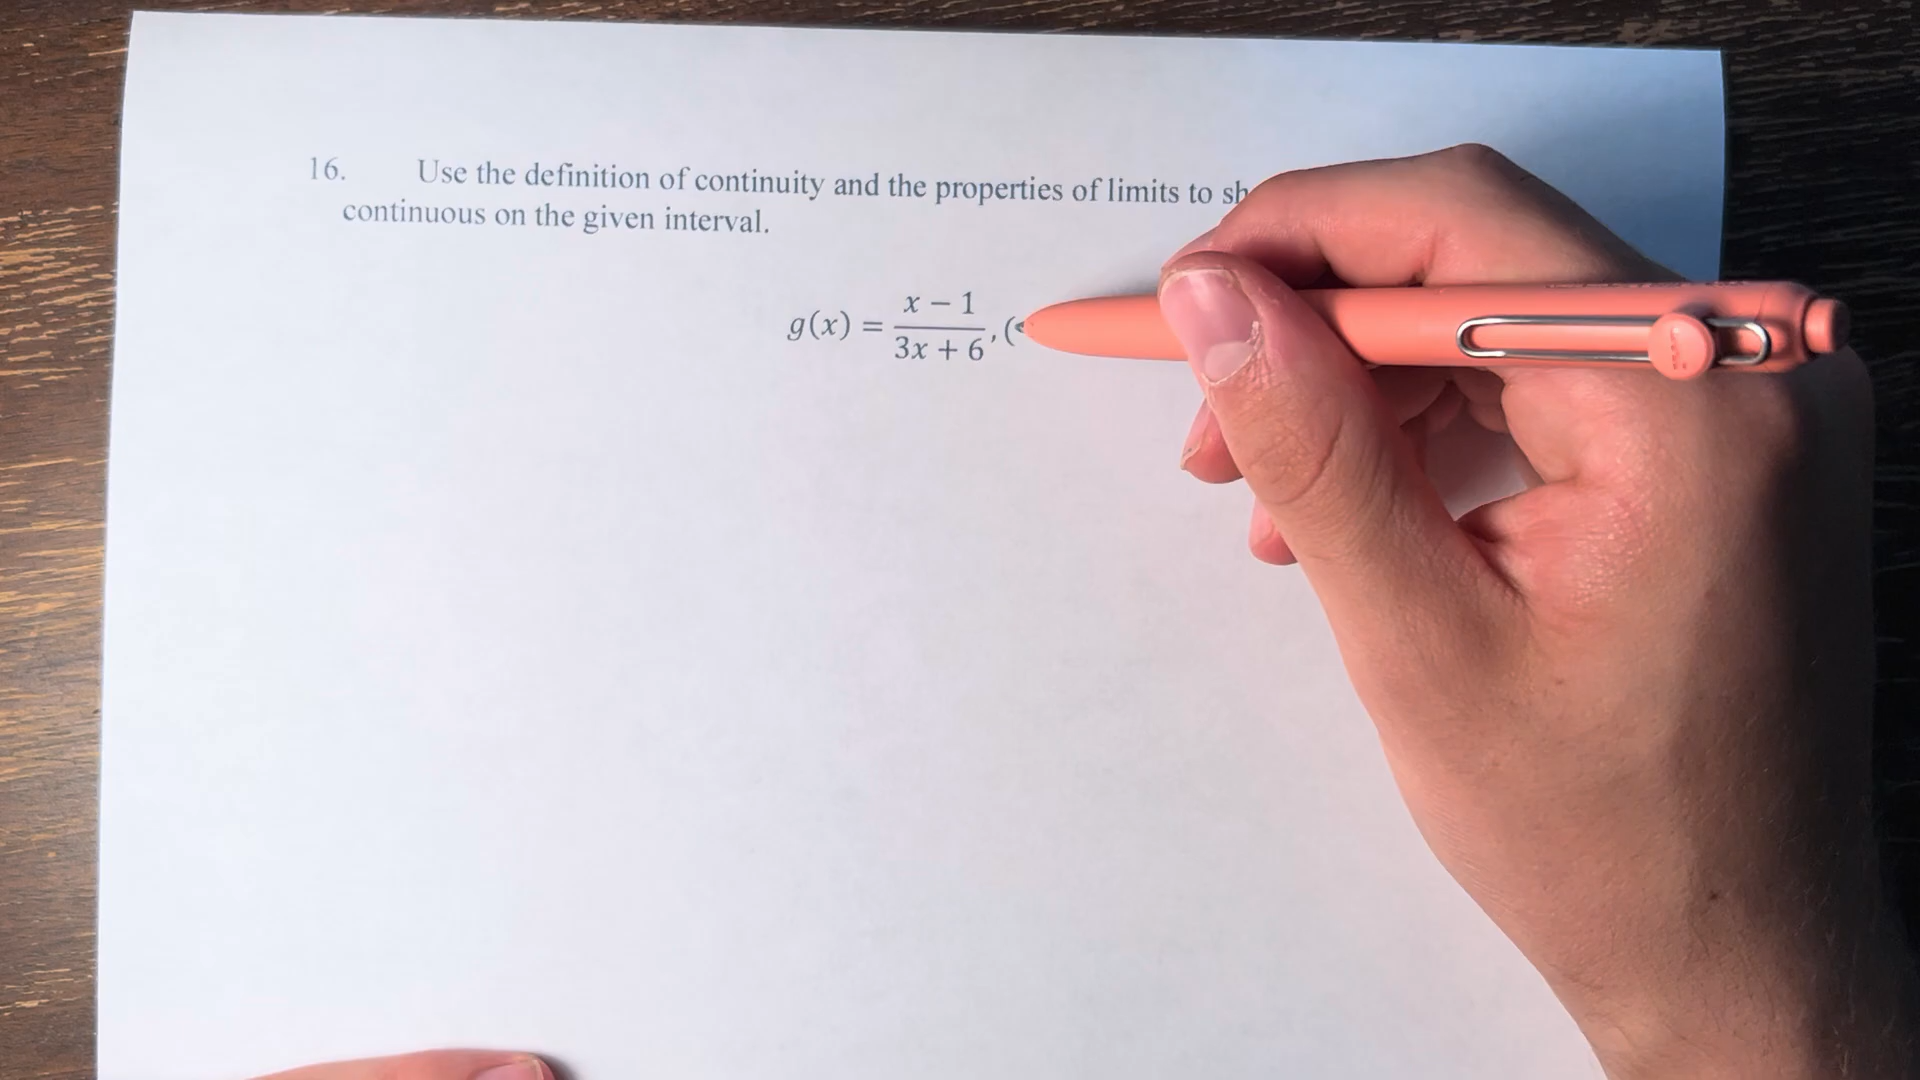 16. Use the definition of continuity and the properties of limits to
continuous on the given interval.
g(x) = x − 1 / 3x + 6 , (